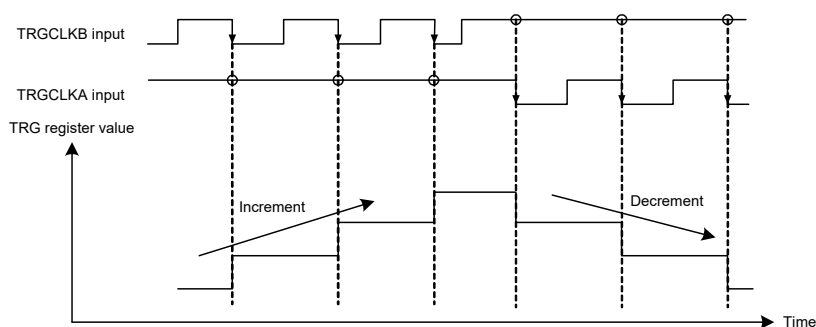 TRGCLKB input
TRGCLKA input
TRG register value
Increment
Decrement
Time